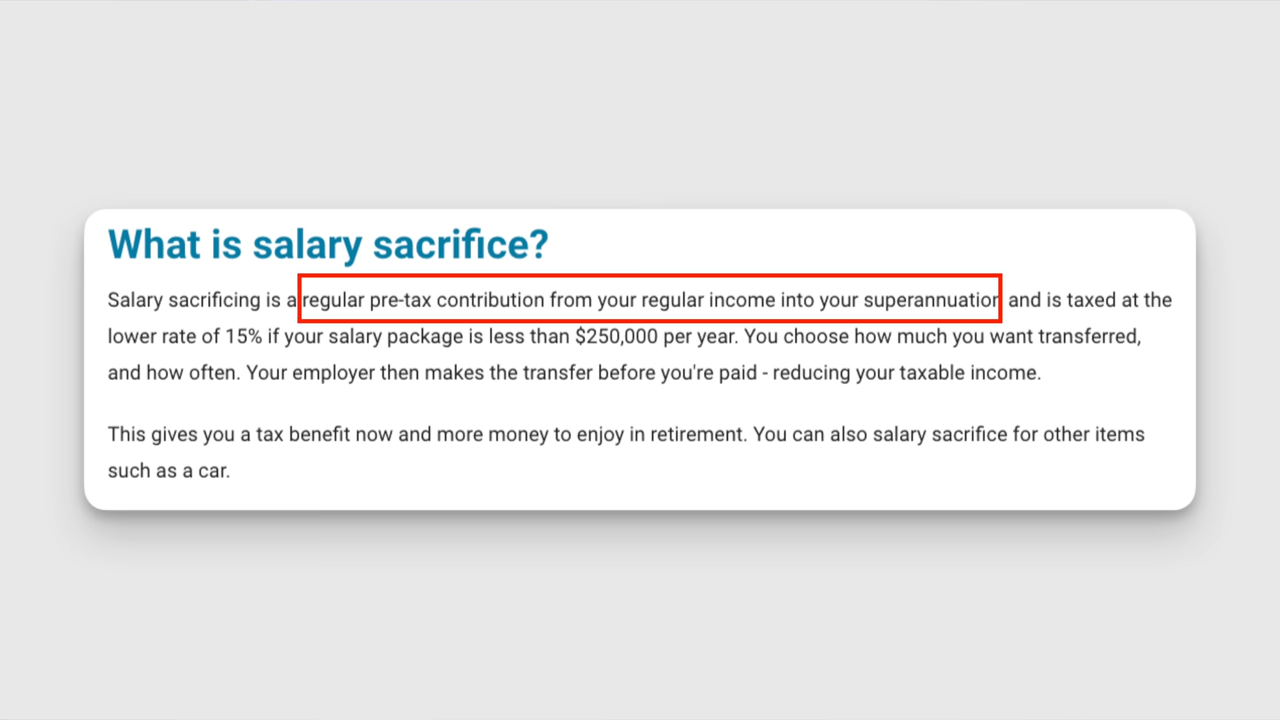 What is salary sacrifice?
Salary sacrificing is a regular pre-tax contribution from your regular income into your superannuation and is taxed at the
lower rate of 15% if your salary package is less than $250,000 per year. You choose how much you want transferred,
and how often. Your employer then makes the transfer before you're paid - reducing your taxable income.
This gives you a tax benefit now and more money to enjoy in retirement. You can also salary sacrifice for other items
such as a car.